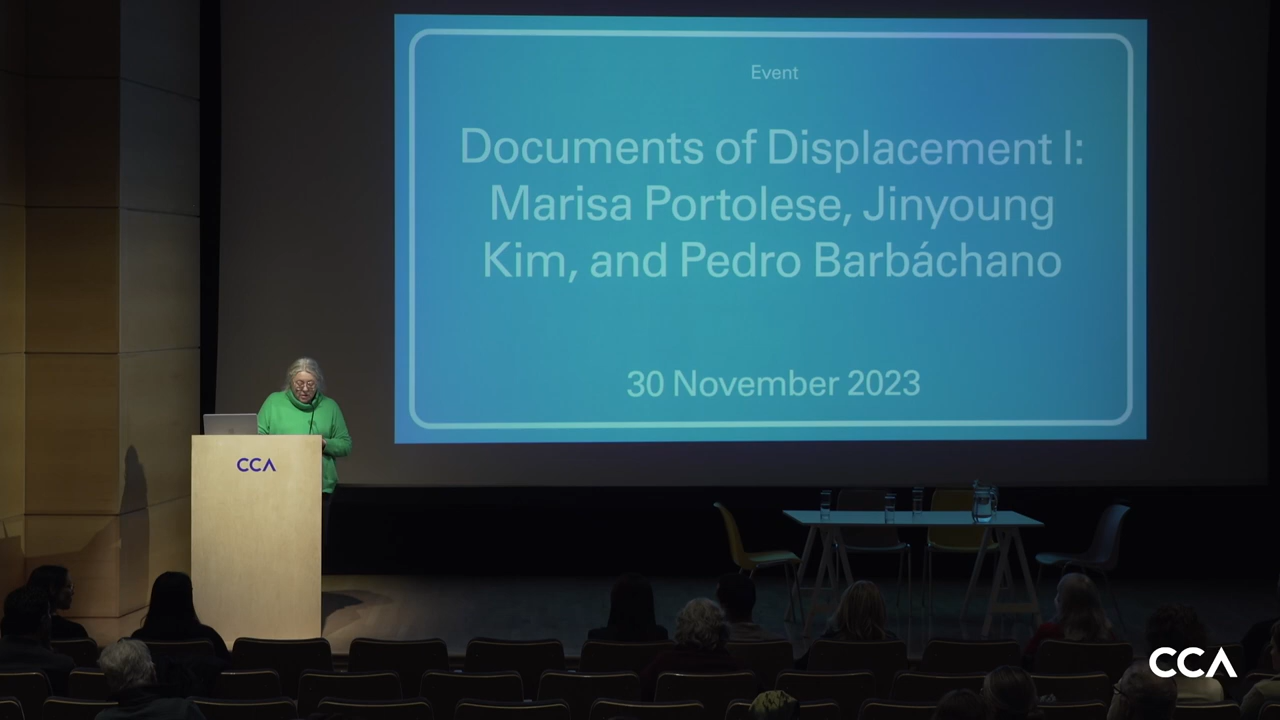 Event
Documents of Displacement I:
Marisa Portolese, Jinyoung
Kim, and Pedro Barbáchano
30 November 2023
CCA
CCA